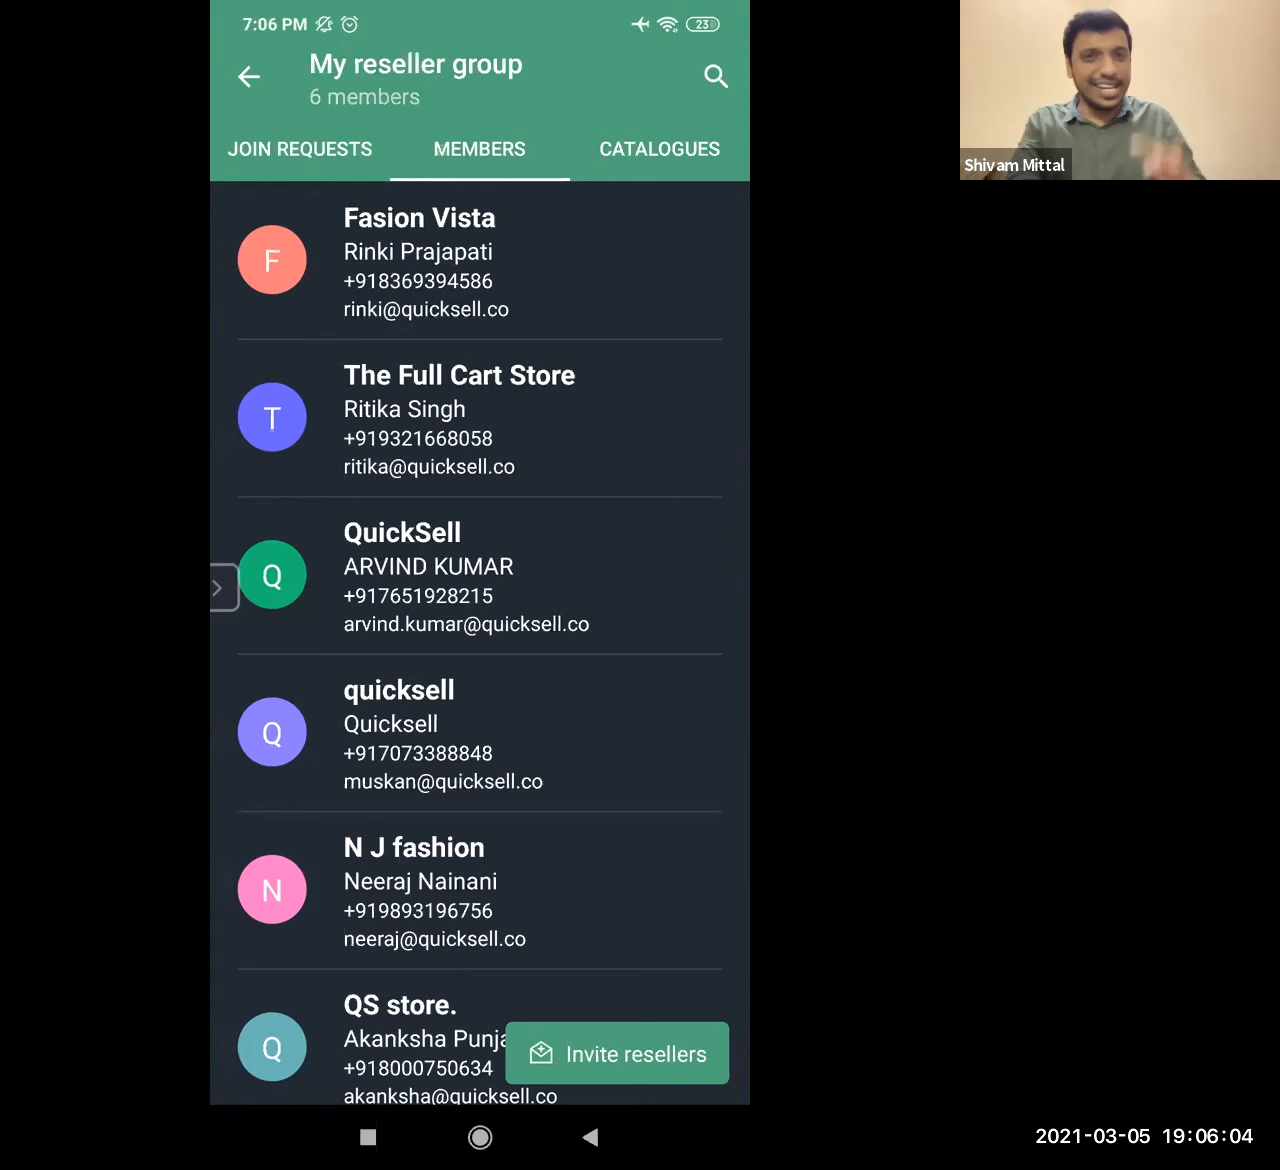 7:06 PM
23
My reseller group
6 members
JOIN REQUESTS
MEMBERS
CATALOGUES
F
Fasion Vista
Rinki Prajapati
+918369394586
rinki@quicksell.co
T
The Full Cart Store
Ritika Singh
+919321668058
ritika@quicksell.co
Q
QuickSell
ARVIND KUMAR
+917651928215
arvind.kumar@quicksell.co
Q
quicksell
Quicksell
+917073388848
muskan@quicksell.co
N
N J fashion
Neeraj Nainani
+919893196756
neeraj@quicksell.co
Q
QS store.
Akanksha
+918000750634
akanksha@quicksell.co
Invite resellers
Shivam Mittal
2021-03-05 19:06:04